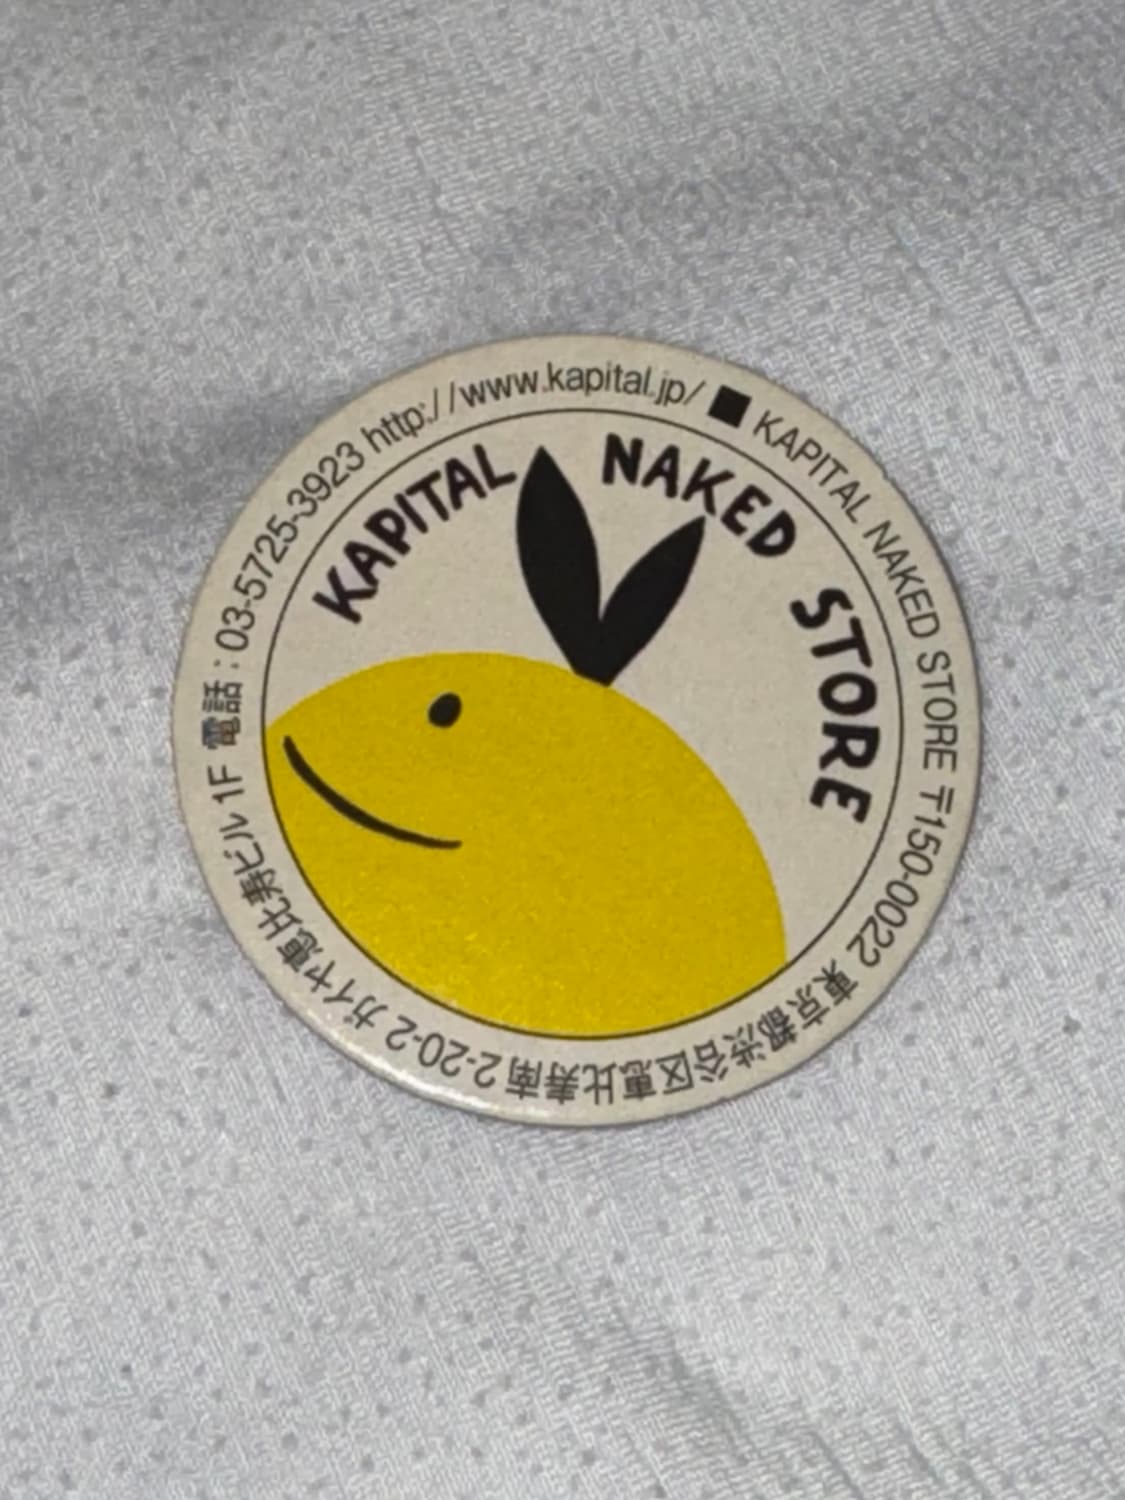 KAPITAL NAKED STORE
■ KAPITAL NAKED STORE 〒150-0022 東京都渋谷区恵比寿南2-20-2 ガイヤ恵比寿ビル1F 電話：03-5725-3923 http://www.kapital.jp/